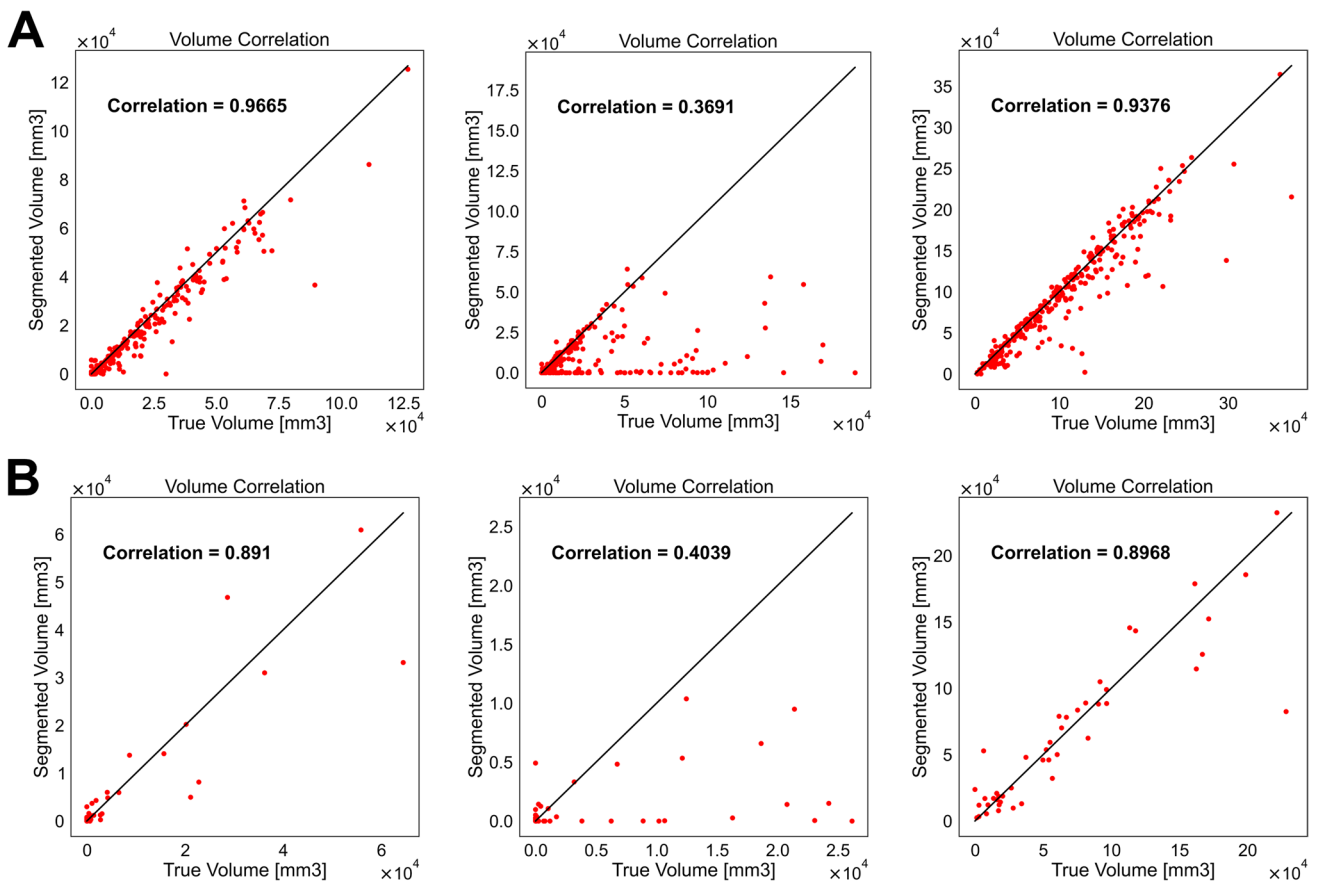 A
×10⁴
Volume Correlation
Correlation = 0.9665
Segmented Volume [mm3]
12
10
8
6
4
2
0
0.0 2.5 5.0 7.5 10.0 12.5
True Volume [mm3]
×10⁴
×10⁴
Volume Correlation
Correlation = 0.3691
Segmented Volume [mm3]
17.5
15.0
12.5
10.0
7.5
5.0
2.5
0.0
0 5 10 15
True Volume [mm3]
×10⁴
×10⁴
Volume Correlation
Correlation = 0.9376
Segmented Volume [mm3]
35
30
25
20
15
10
5
0
0 10 20 30
True Volume [mm3]
×10⁴
B
×10⁴
Volume Correlation
Correlation = 0.891
Segmented Volume [mm3]
6
5
4
3
2
1
0
0 2 4 6
True Volume [mm3]
×10⁴
×10⁴
Volume Correlation
Correlation = 0.4039
Segmented Volume [mm3]
2.5
2.0
1.5
1.0
0.5
0.0
0.0 0.5 1.0 1.5 2.0 2.5
True Volume [mm3]
×10⁴
×10⁴
Volume Correlation
Correlation = 0.8968
Segmented Volume [mm3]
20
15
10
5
0
0 5 10 15 20
True Volume [mm3]
×10⁴